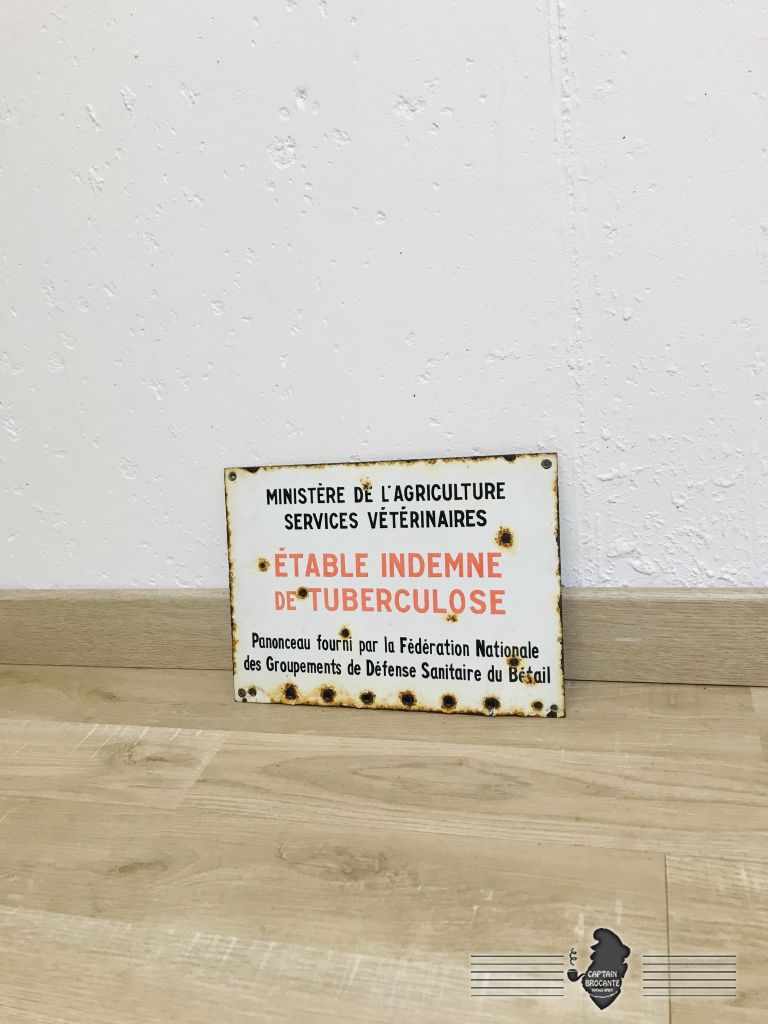 MINISTÈRE DE L'AGRICULTURE
SERVICES VÉTÉRINAIRES
ÉTABLE INDEMNE
DE TUBERCULOSE
Panonceau fourni par la Fédération Nationale
des Groupements de Défense Sanitaire du Bétail
CAPTAIN
BROCANTE